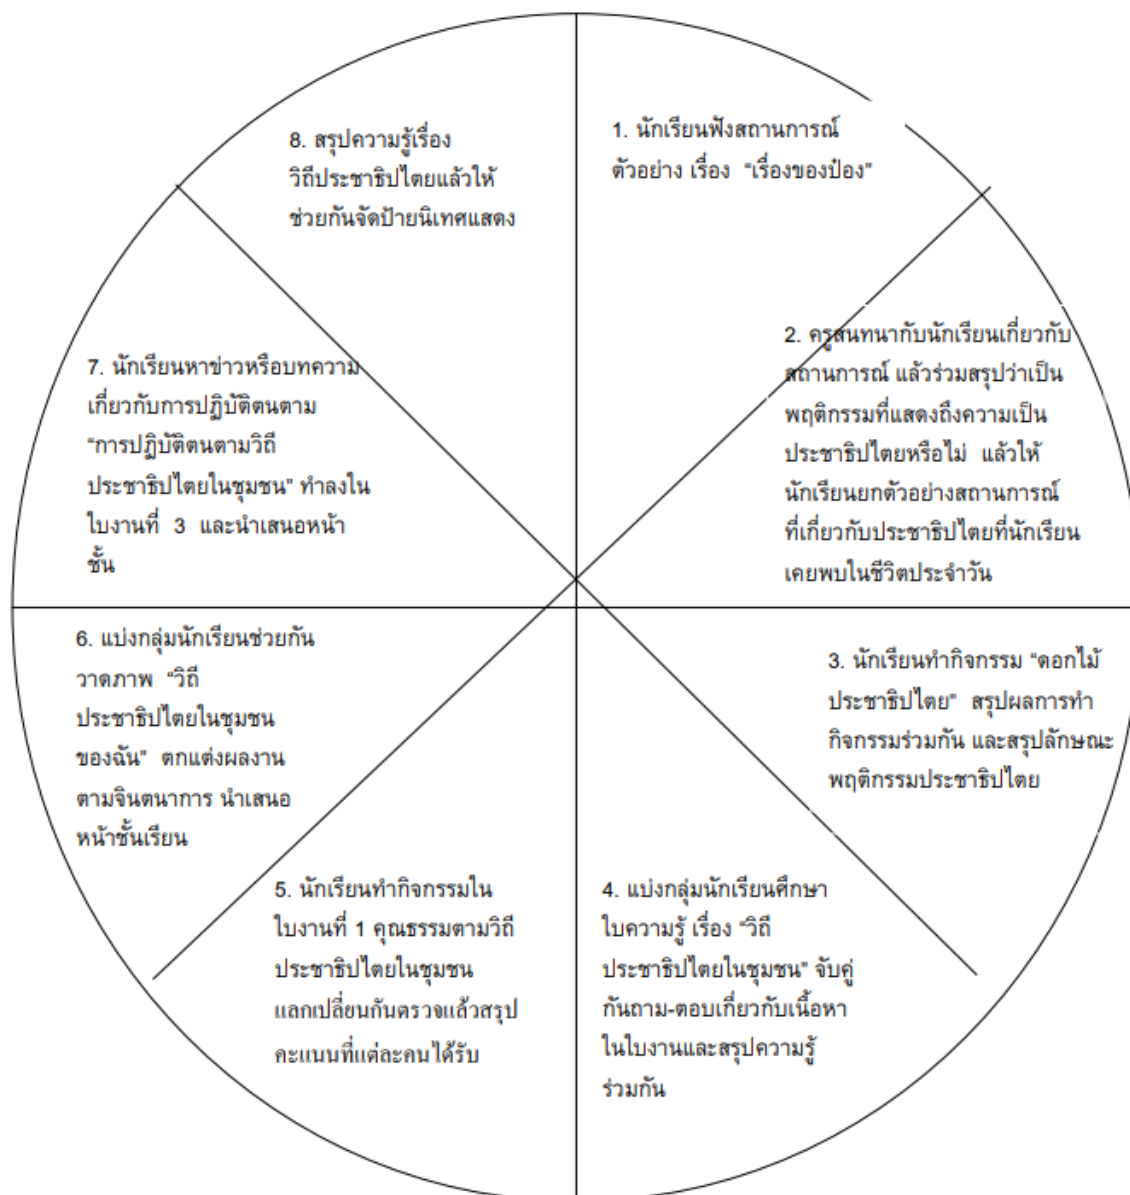 1. นักเรียนฟังสถานการณ์
ตัวอย่าง เรื่อง "เรื่องของป๋อง"
2. ครูสนทนากับนักเรียนเกี่ยวกับ
สถานการณ์ แล้วร่วมสรุปว่าเป็น
พฤติกรรมที่แสดงถึงความเป็น
ประชาธิปไตยหรือไม่ แล้วให้
นักเรียนยกตัวอย่างสถานการณ์
ที่เกี่ยวกับประชาธิปไตยที่นักเรียน
เคยพบในชีวิตประจำวัน
3. นักเรียนทำกิจกรรม "ดอกไม้
ประชาธิปไตย" สรุปผลการทำ
กิจกรรมร่วมกัน และสรุปลักษณะ
พฤติกรรมประชาธิปไตย
4. แบ่งกลุ่มนักเรียนศึกษา
ใบความรู้ เรื่อง "วิถี
ประชาธิปไตยในชุมชน" จับคู่
กันถาม-ตอบเกี่ยวกับเนื้อหา
ในใบงานและสรุปความรู้
ร่วมกัน
5. นักเรียนทำกิจกรรมใน
ใบงานที่ 1 คุณธรรมตามวิถี
ประชาธิปไตยในชุมชน
แลกเปลี่ยนกันตรวจแล้วสรุป
คะแนนที่แต่ละคนได้รับ
6. แบ่งกลุ่มนักเรียนช่วยกัน
วาดภาพ "วิถี
ประชาธิปไตยในชุมชน
ของฉัน" ตกแต่งผลงาน
ตามจินตนาการ นำเสนอ
หน้าชั้นเรียน
7. นักเรียนหาข่าวหรือบทความ
เกี่ยวกับการปฏิบัติตนตาม
"การปฏิบัติตนตามวิถี
ประชาธิปไตยในชุมชน" ทำลงใน
ใบงานที่ 3 และนำเสนอหน้า
ชั้น
8. สรุปความรู้เรื่อง
วิถีประชาธิปไตยแล้วให้
ช่วยกันจัดป้ายนิเทศแสดง